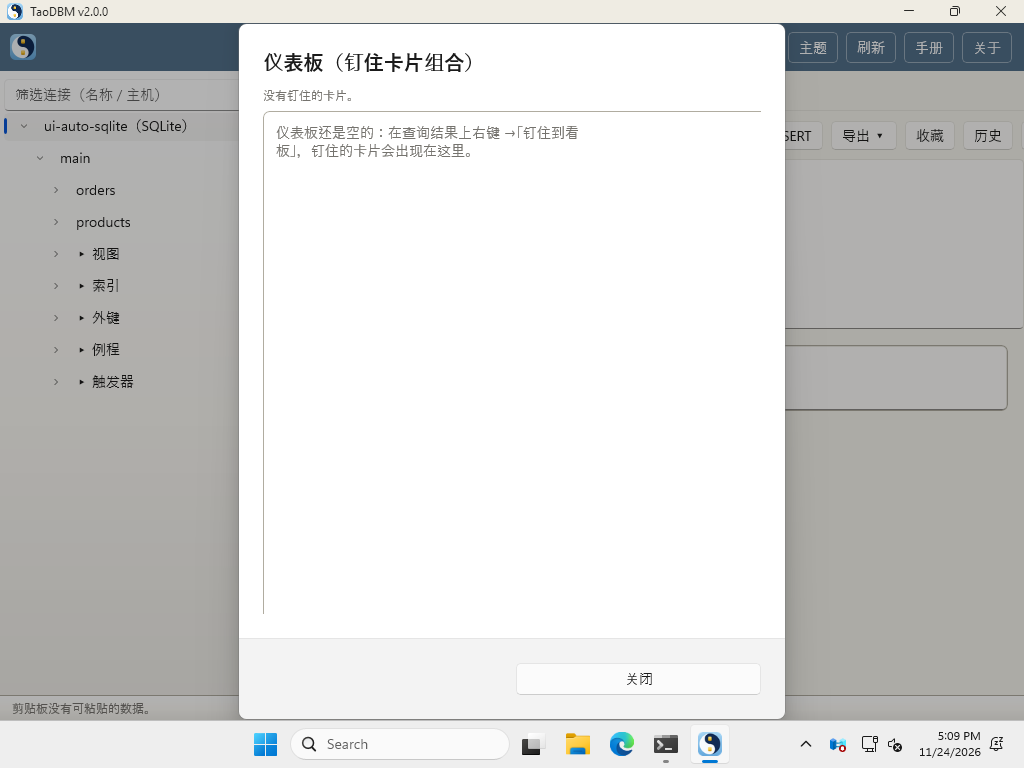 TaoDBM v2.0.0
主题
刷新
手册
关于
筛选连接（名称 / 主机）
ui-auto-sqlite（SQLite）
main
orders
products
视图
索引
外键
例程
触发器
SERT
导出
收藏
历史
仪表板（钉住卡片组合）
没有钉住的卡片。
仪表板还是空的：在查询结果上右键 →「钉住到看
板」，钉住的卡片会出现在这里。
关闭
剪贴板没有可粘贴的数据。
Search
5:09 PM
11/24/2026